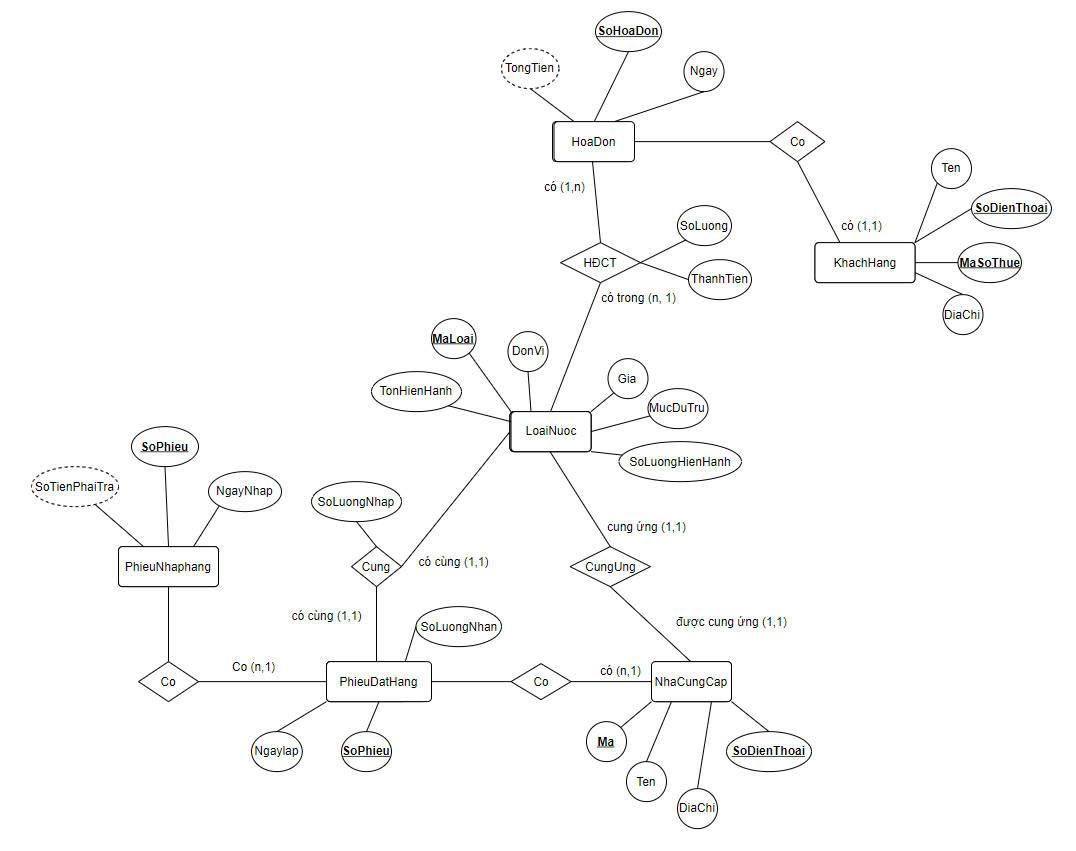 SoHoaDon
TongTien
Ngay
HoaDon
Co
Ten
có (1,n)
SoDienThoai
SoLuong
có (1,1)
HĐCT
KhachHang
MaSoThue
ThanhTien
có trong (n, 1)
DiaChi
MaLoai
DonVi
Gia
TonHienHanh
MucDuTru
LoaiNuoc
SoPhieu
SoLuongHienHanh
SoTienPhaiTra
NgayNhap
SoLuongNhap
cung ứng (1,1)
PhieuNhaphang
Cung
có cùng (1,1)
CungUng
có cùng (1,1)
được cung ứng (1,1)
SoLuongNhan
Co (n,1)
có (n,1)
Co
PhieuDatHang
Co
NhaCungCap
Ngaylap
SoPhieu
Ma
SoDienThoai
Ten
DiaChi